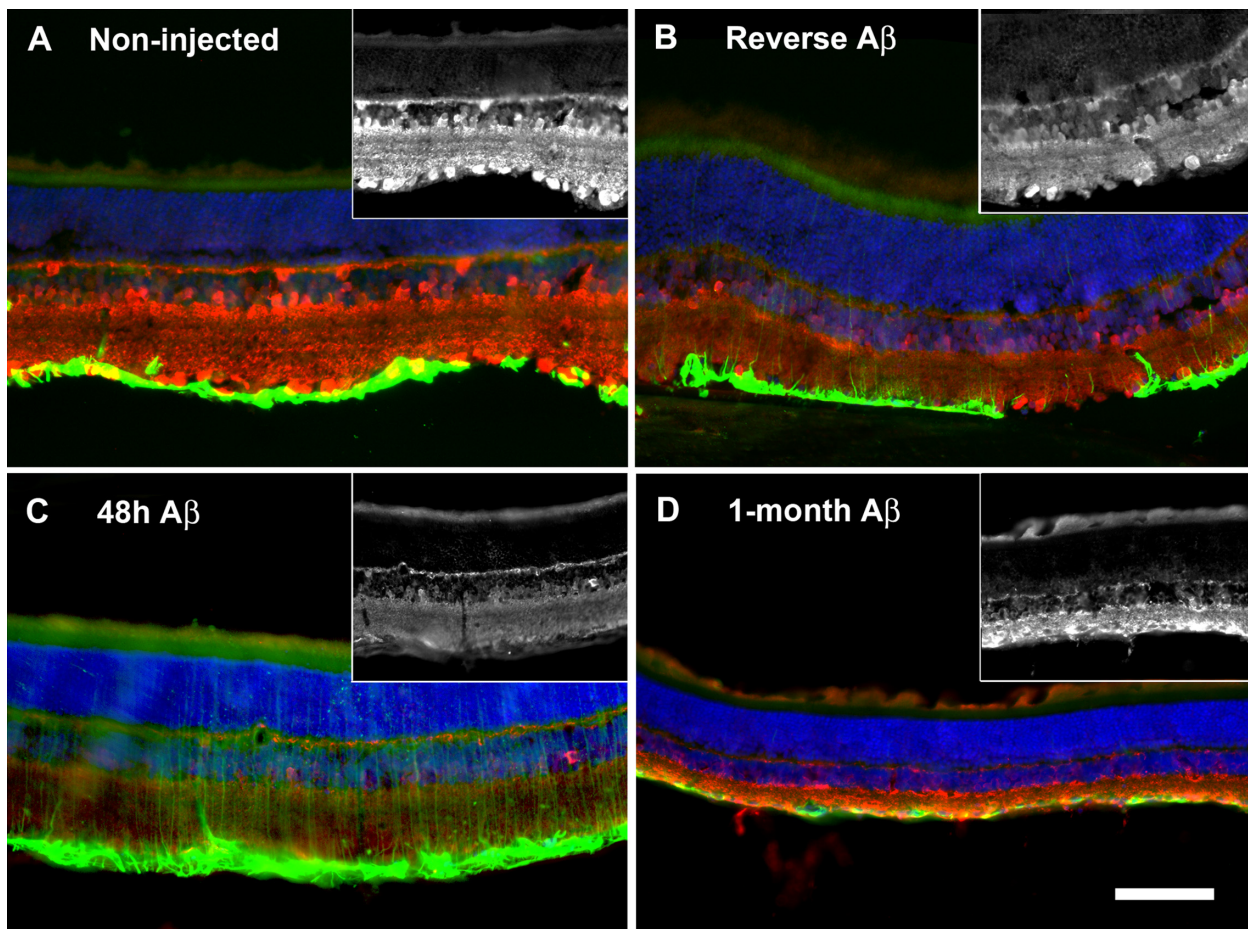 A Non-injected
B Reverse Aβ
C 48h Aβ
D 1-month Aβ